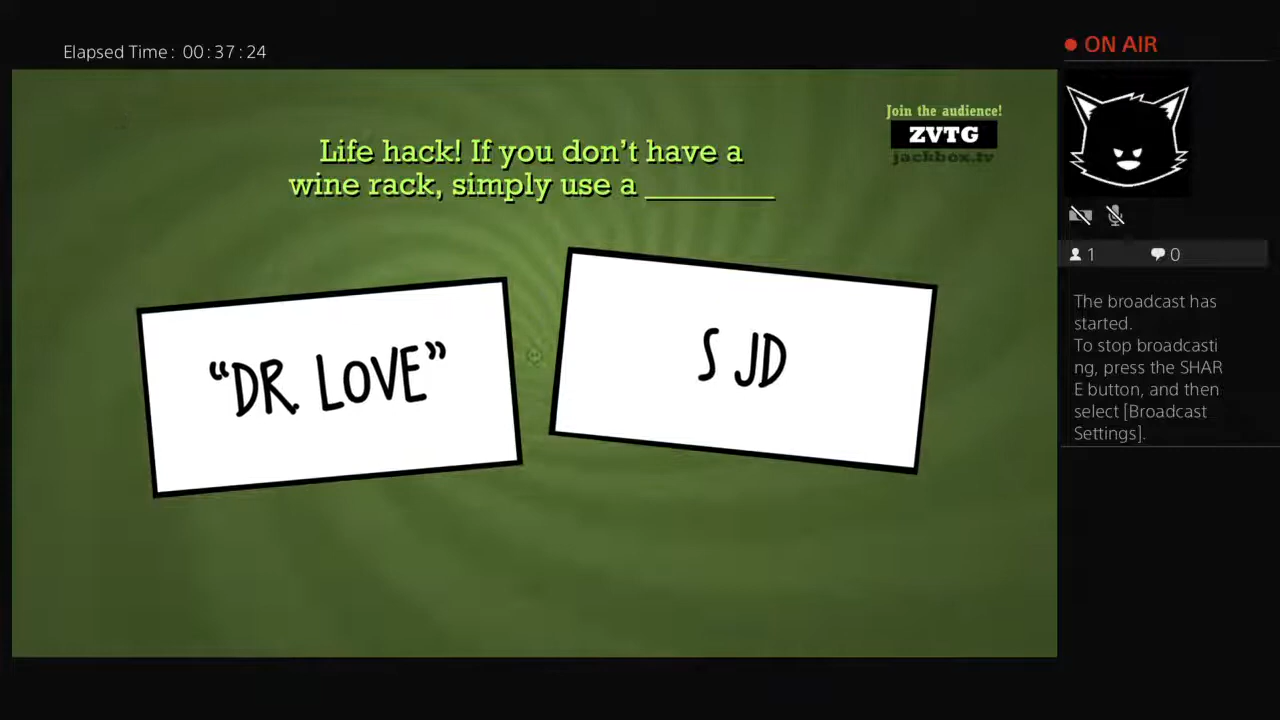 Elapsed Time: 00:37:24
ON AIR
Join the audience!
ZVTG
jackbox.tv
Life hack! If you don't have a
wine rack, simply use a ________
"DR. LOVE"
S JD
1
0
The broadcast has
started.
To stop broadcasti
ng, press the SHAR
E button, and then
select [Broadcast
Settings].